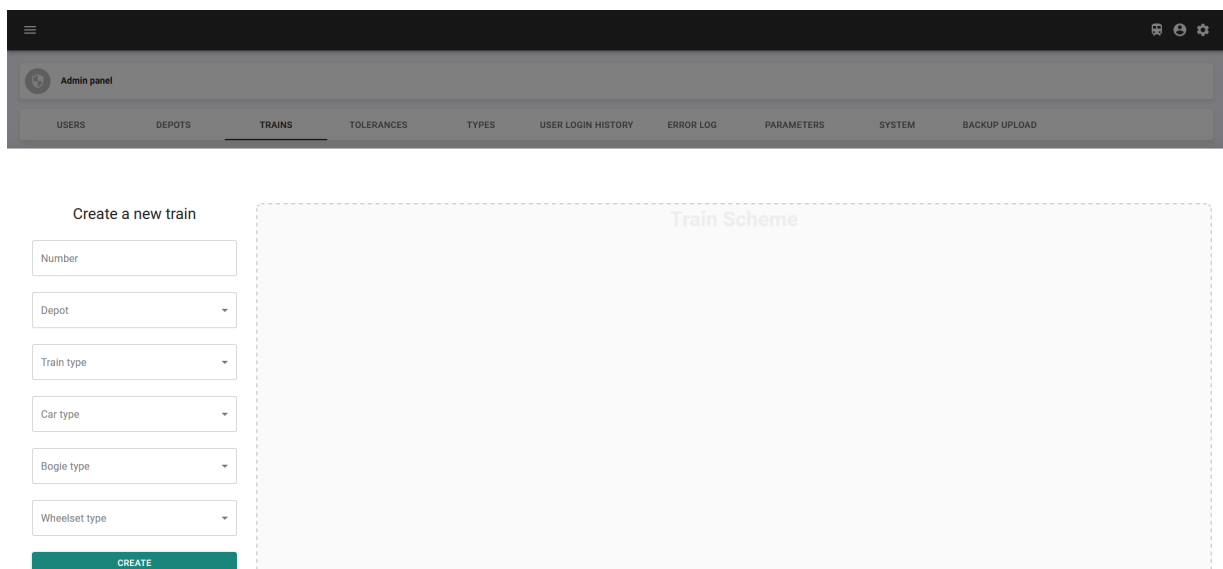 Admin panel
USERS DEPOTS TRAINS TOLERANCES TYPES USER LOGIN HISTORY ERROR LOG PARAMETERS SYSTEM BACKUP UPLOAD
Create a new train
Train Scheme
Number
Depot
Train type
Car type
Bogie type
Wheelset type
CREATE